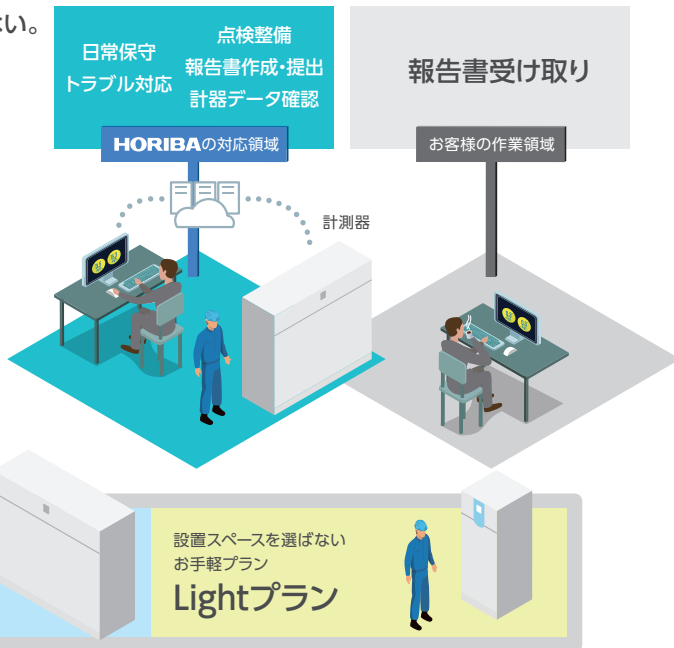 ない。
日常保守
トラブル対応
点検整備
報告書作成・提出
計器データ確認
報告書受け取り
HORIBAの対応領域
お客様の作業領域
計測器
設置スペースを選ばない
お手軽プラン
Lightプラン